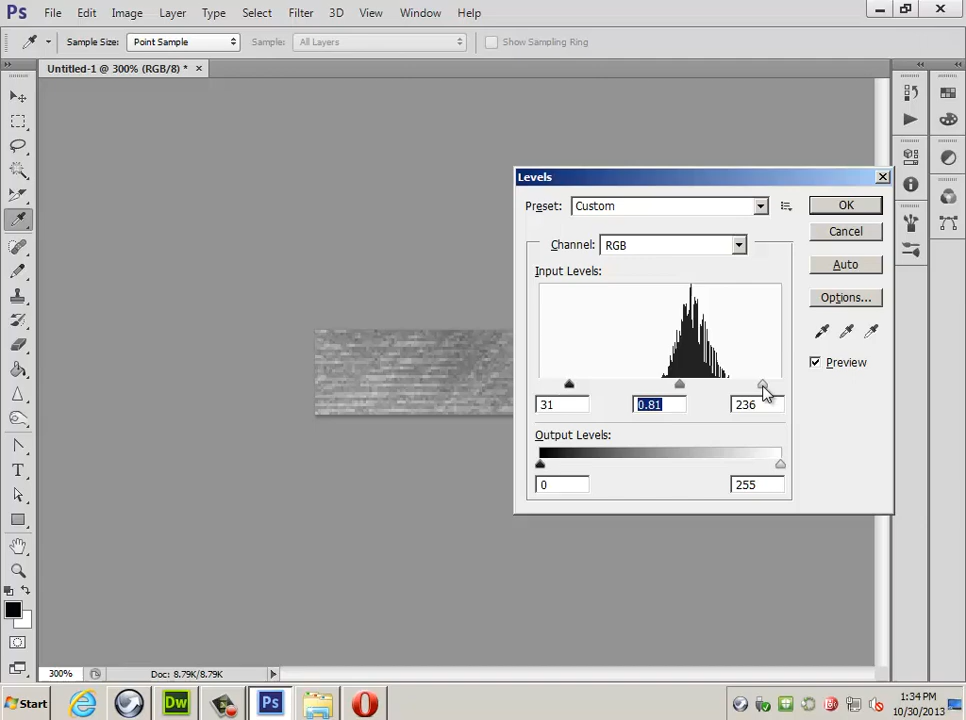 Ps File Edit Image Layer Type Select Filter 3D View Window Help
Sample Size: Point Sample Sample: All Layers Show Sampling Ring
Untitled-1 @ 300% (RGB/8) * ×
Levels
Preset: Custom OK
Cancel
Channel: RGB
Auto
Input Levels:
Options...
Preview
31 0.81 236
Output Levels:
0 255
T
300% Doc: 8.79K/8.79K
Start Dw Ps 1:34 PM
10/30/2013